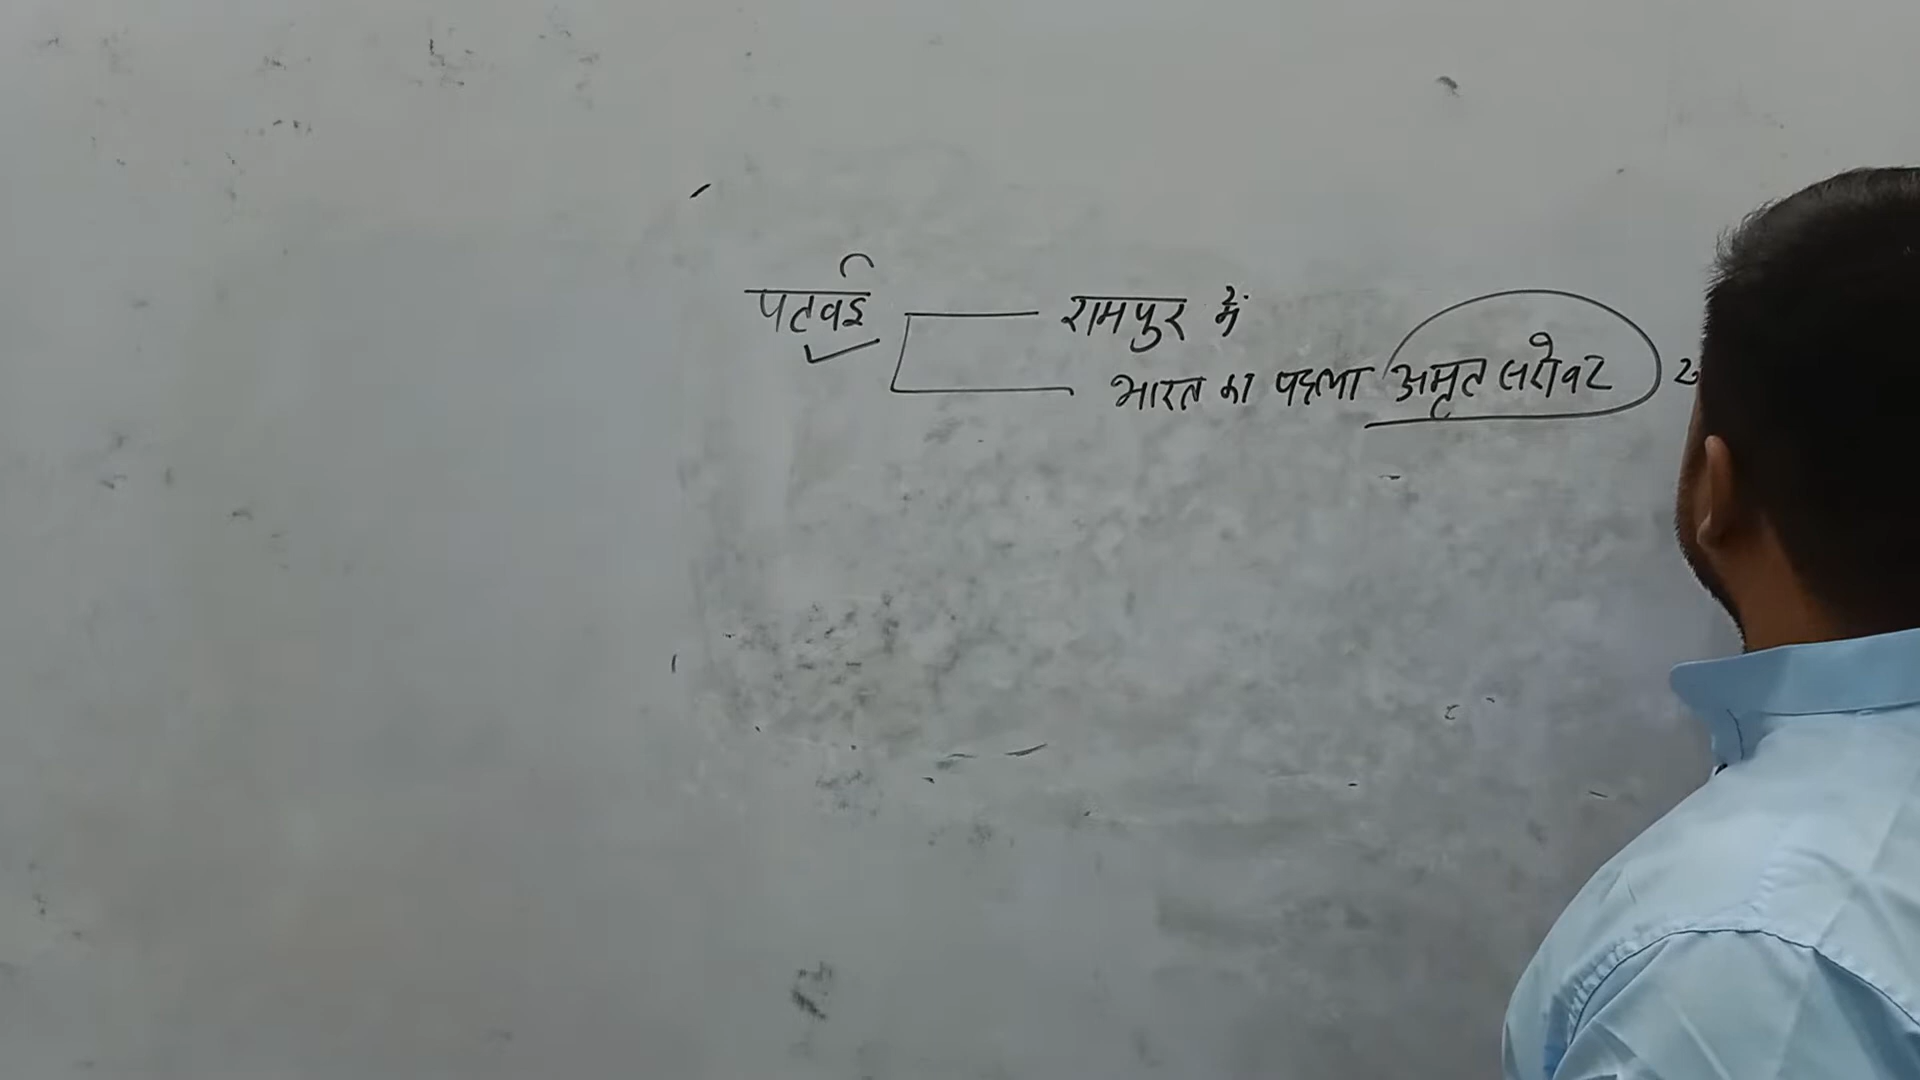 पटवई
रामपुर में
भारत का पहला अमृत सरोवर